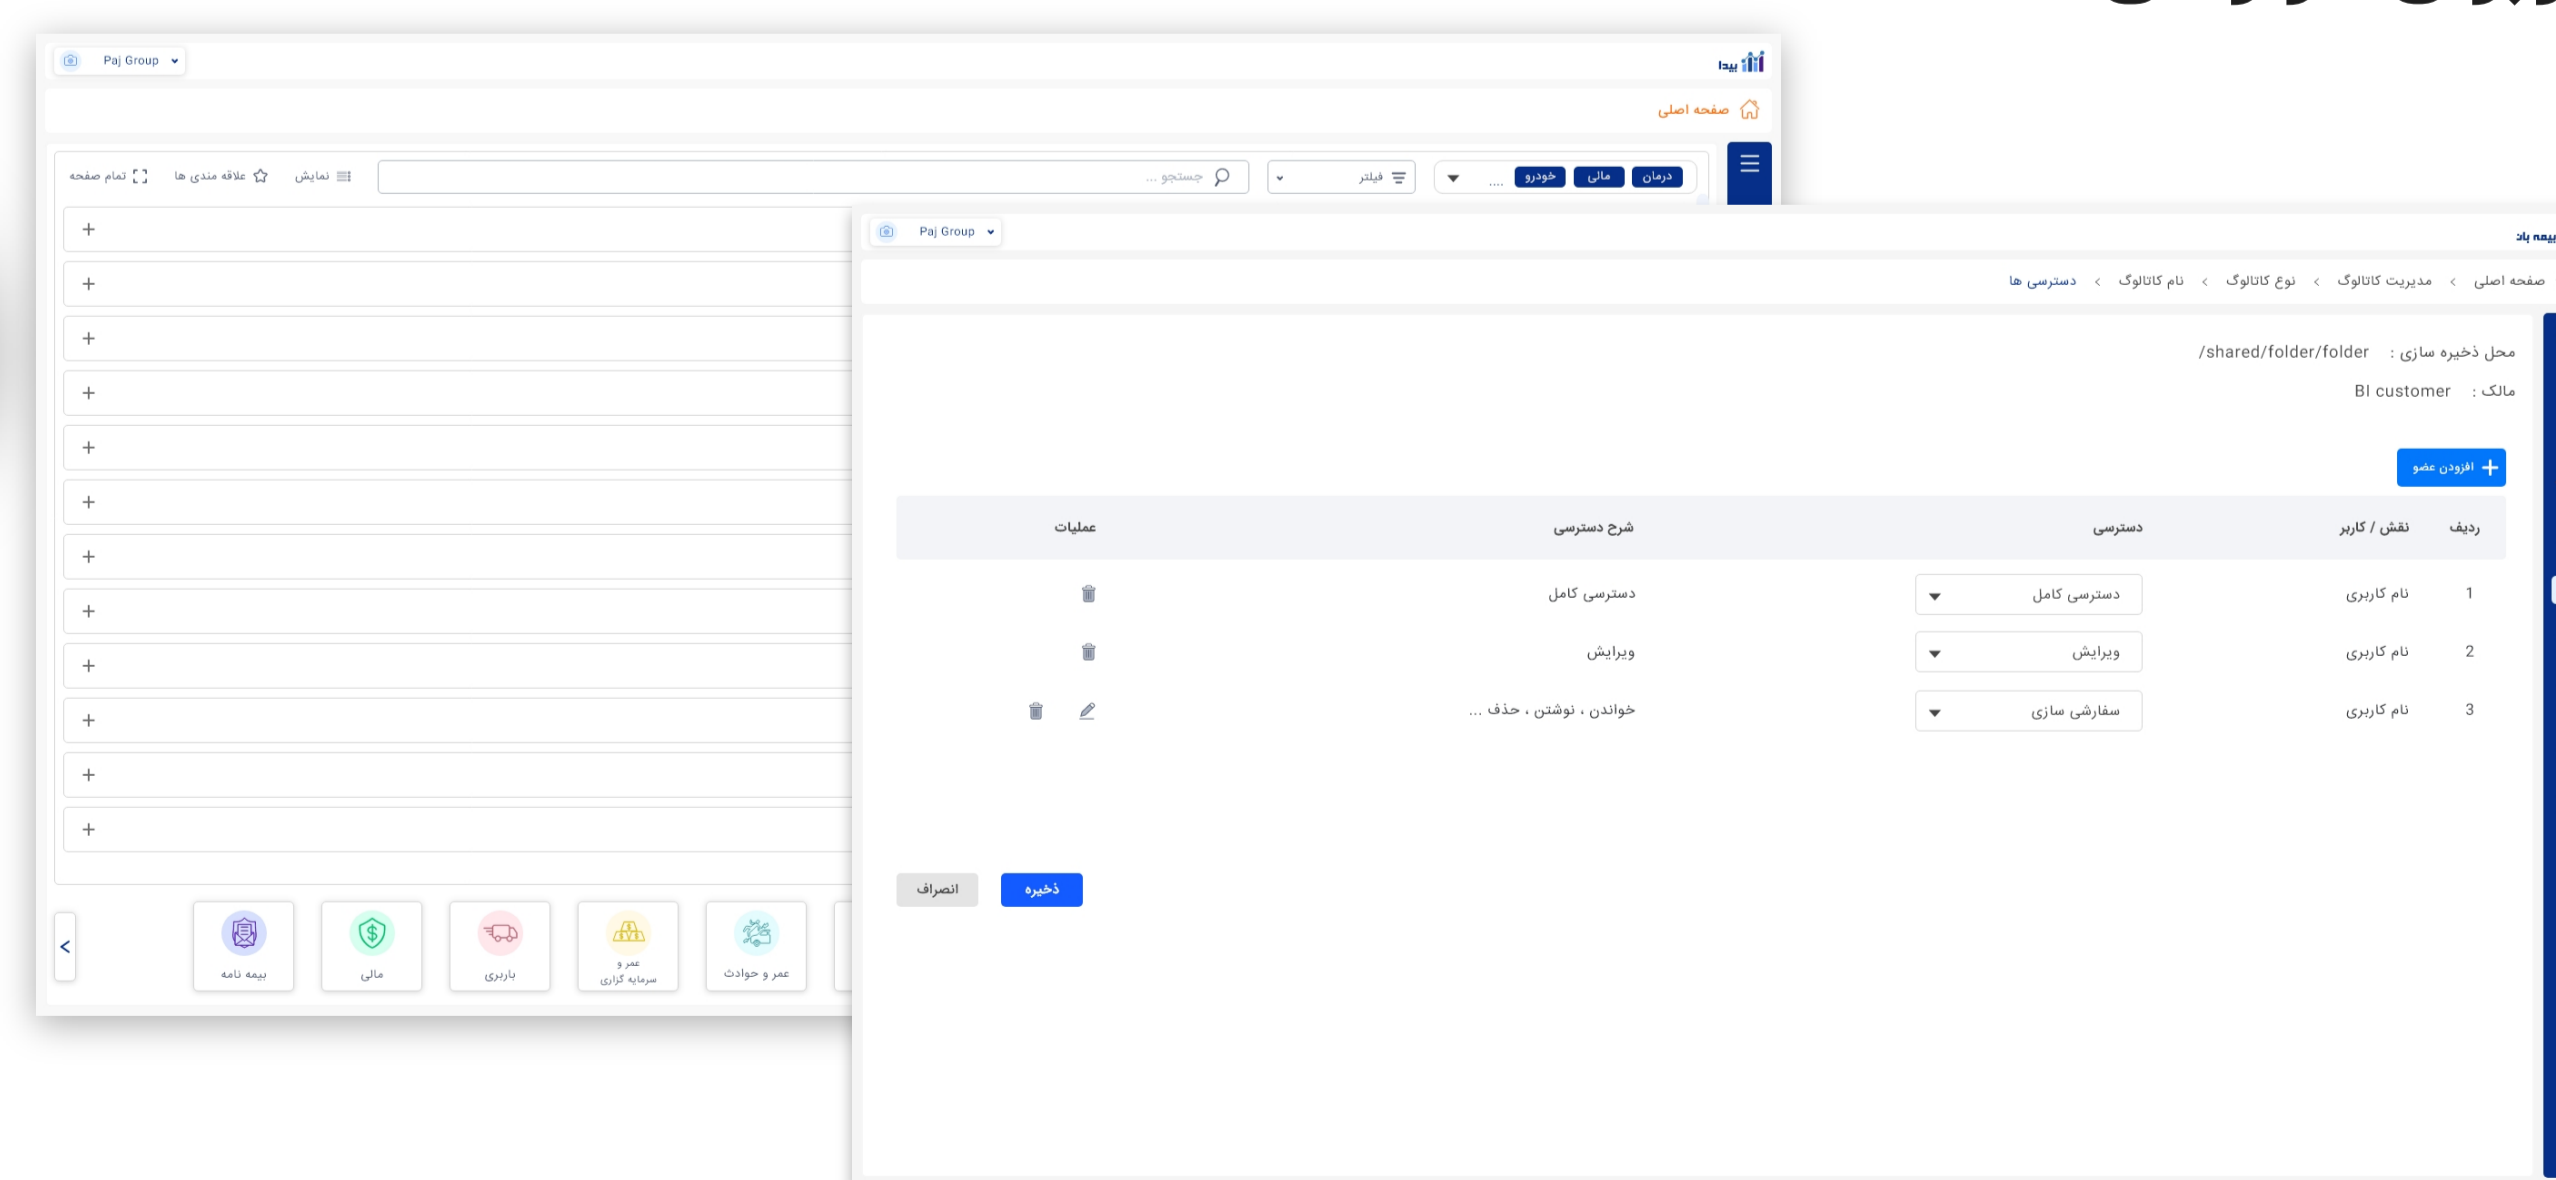 Paj Group
بیدا
صفحه اصلی
درمان مالی خودرو ....
فیلتر
جستجو ...
نمایش
علاقه مندی ها
تمام صفحه
عمر و حوادث
عمر و
سرمایه گزاری
باربری
مالی
بیمه نامه
Paj Group
بیمه بان
صفحه اصلی > مدیریت کاتالوگ > نوع کاتالوگ > نام کاتالوگ > دسترسی ها
محل ذخیره سازی : /shared/folder/folder
مالک : BI customer
افزودن عضو
ردیف نقش / کاربر دسترسی شرح دسترسی عملیات
1 نام کاربری دسترسی کامل دسترسی کامل
2 نام کاربری ویرایش ویرایش
3 نام کاربری سفارشی سازی خواندن ، نوشتن ، حذف ...
ذخیره
انصراف